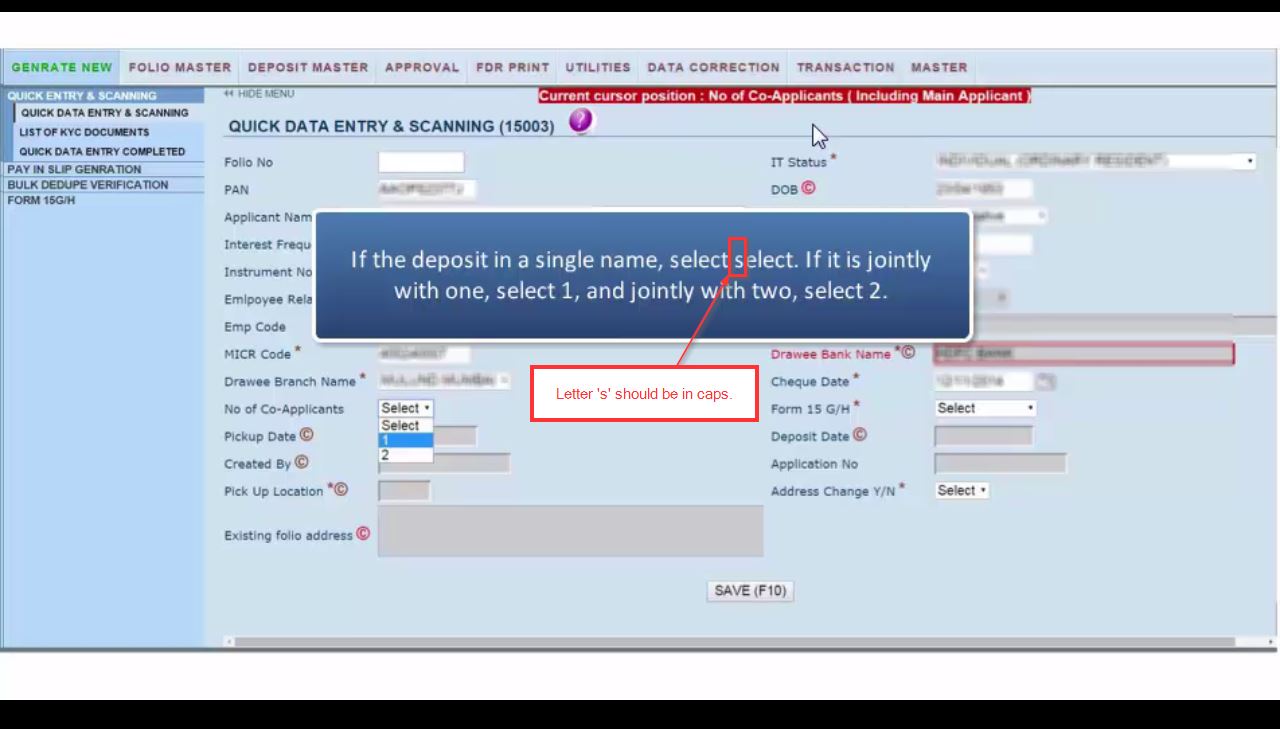 GENRATE NEW FOLIO MASTER DEPOSIT MASTER APPROVAL FDR PRINT UTILITIES DATA CORRECTION TRANSACTION MASTER
QUICK ENTRY & SCANNING
QUICK DATA ENTRY & SCANNING
LIST OF KYC DOCUMENTS
QUICK DATA ENTRY COMPLETED
PAY IN SLIP GENRATION
BULK DEDUPE VERIFICATION
FORM 15G/H
HIDE MENU
Current cursor position : No of Co-Applicants ( Including Main Applicant )
QUICK DATA ENTRY & SCANNING (15003) ?
Folio No IT Status *
PAN DOB ©
Applicant Nam
Interest Frequ
Instrument No
Emlpoyee Rela
Emp Code
If the deposit in a single name, select select. If it is jointly
with one, select 1, and jointly with two, select 2.
Letter 's' should be in caps.
MICR Code * Drawee Bank Name *©
Drawee Branch Name * Cheque Date *
No of Co-Applicants Select Form 15 G/H * Select
Select
1
2
Pickup Date © Deposit Date ©
Created By © Application No
Pick Up Location *© Address Change Y/N * Select
Existing folio address ©
SAVE (F10)